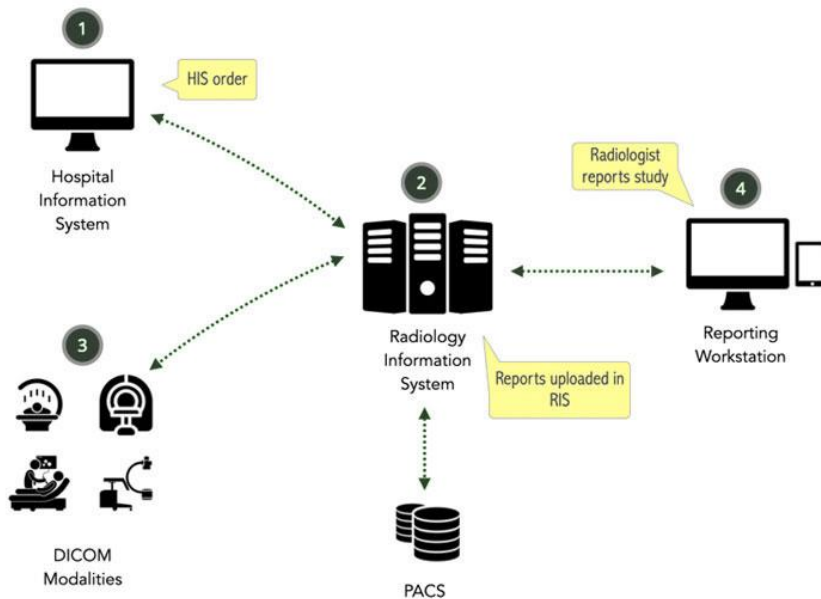 1
HIS order
Hospital
Information
System
2
Radiologist
reports study
4
Radiology
Information
System
Reporting
Workstation
Reports uploaded in
RIS
3
DICOM
Modalities
PACS